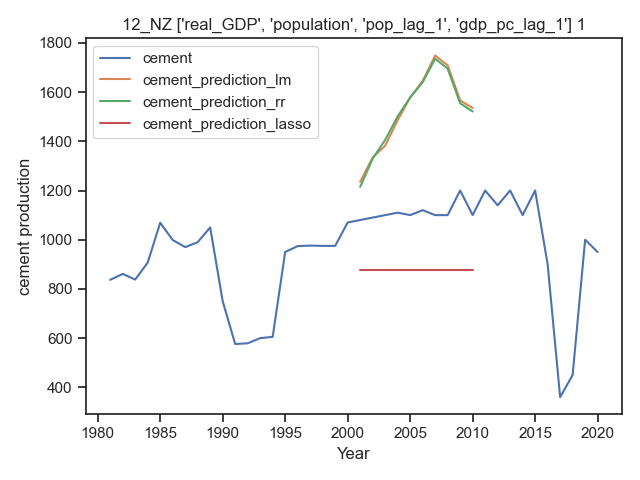 12_NZ ['real_GDP', 'population', 'pop_lag_1', 'gdp_pc_lag_1'] 1
cement
cement_prediction_lm
cement_prediction_rr
cement_prediction_lasso
cement production
1800
1600
1400
1200
1000
800
600
400
1980 1985 1990 1995 2000 2005 2010 2015 2020
Year